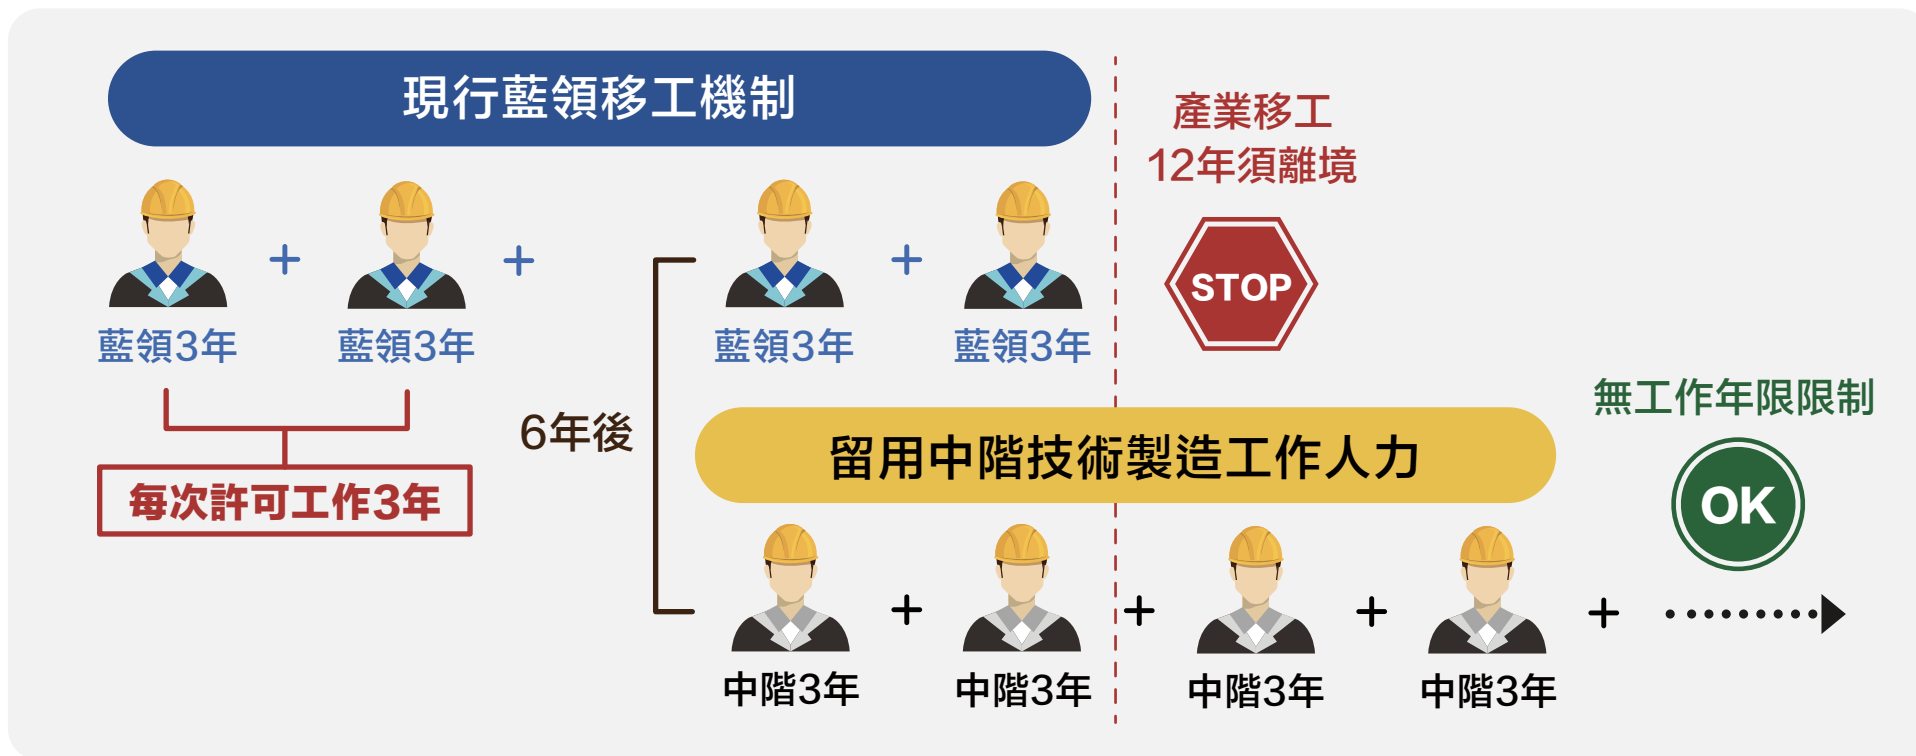 現行藍領移工機制
產業移工
12年須離境
STOP
藍領3年
藍領3年
藍領3年
藍領3年
每次許可工作3年
6年後
留用中階技術製造工作人力
無工作年限限制
OK
中階3年
中階3年
中階3年
中階3年